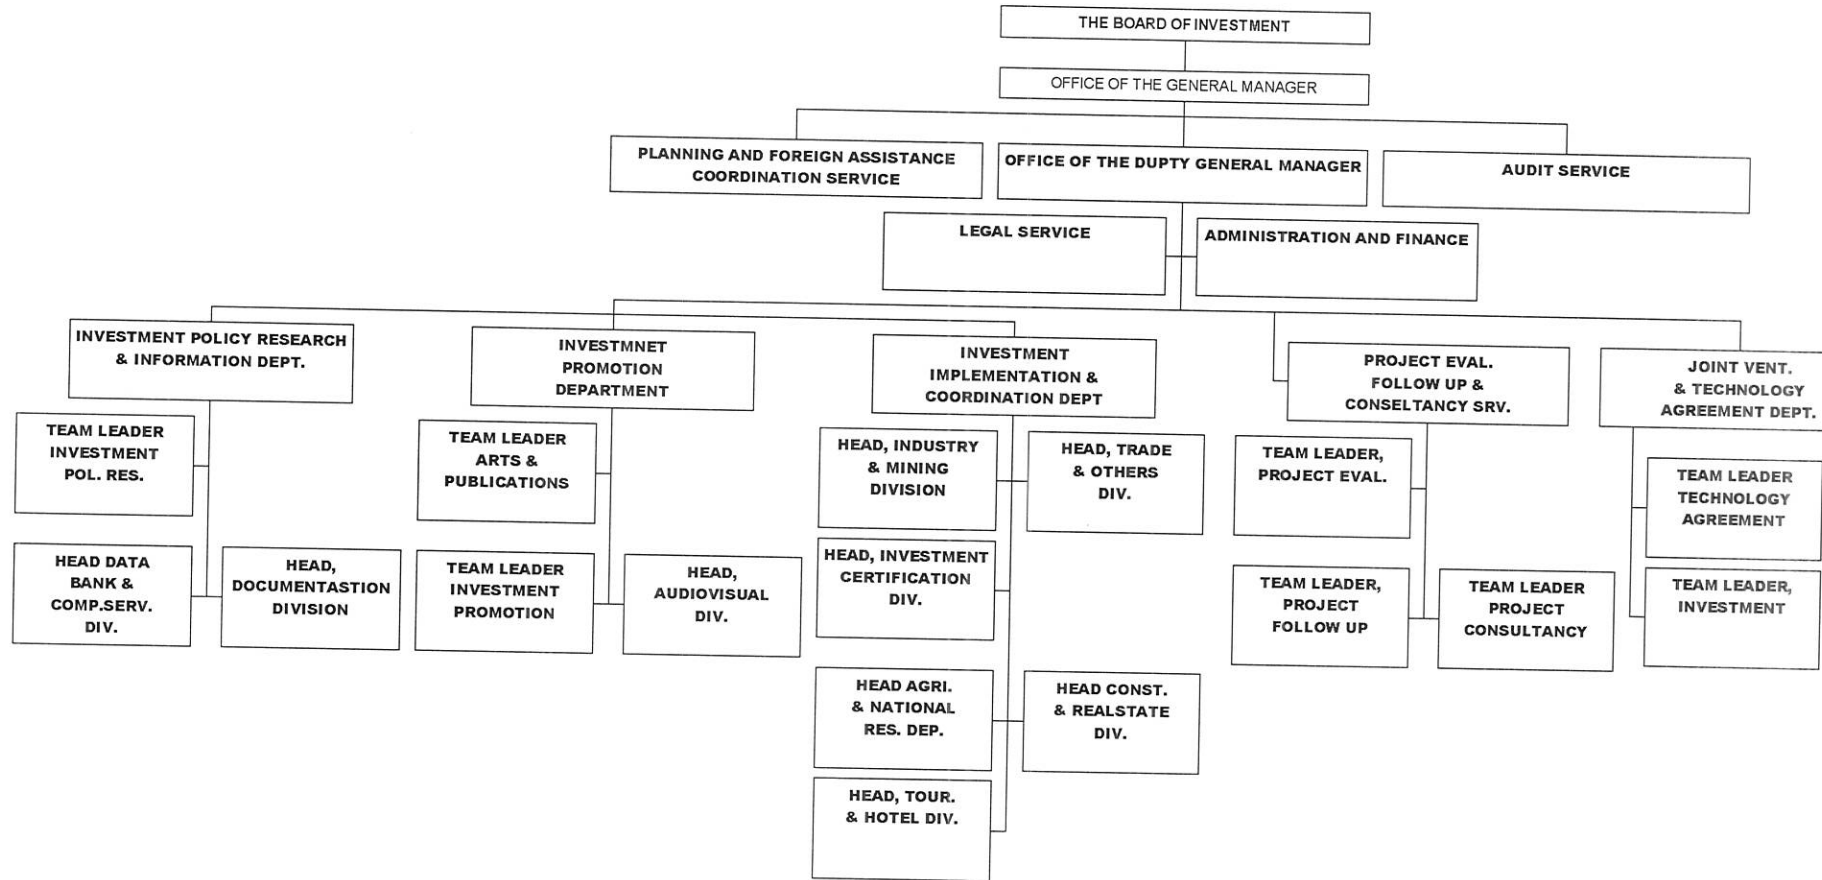 THE BOARD OF INVESTMENT
OFFICE OF THE GENERAL MANAGER
PLANNING AND FOREIGN ASSISTANCE
COORDINATION SERVICE
OFFICE OF THE DUPTY GENERAL MANAGER
AUDIT SERVICE
LEGAL SERVICE
ADMINISTRATION AND FINANCE
INVESTMENT POLICY RESEARCH
& INFORMATION DEPT.
INVESTMNET
PROMOTION
DEPARTMENT
INVESTMENT
IMPLEMENTATION &
COORDINATION DEPT
PROJECT EVAL.
FOLLOW UP &
CONSELTANCY SRV.
JOINT VENT.
& TECHNOLOGY
AGREEMENT DEPT.
TEAM LEADER
INVESTMENT
POL. RES.
TEAM LEADER
ARTS &
PUBLICATIONS
HEAD, INDUSTRY
& MINING
DIVISION
HEAD, TRADE
& OTHERS
DIV.
TEAM LEADER,
PROJECT EVAL.
TEAM LEADER
TECHNOLOGY
AGREEMENT
HEAD DATA
BANK &
COMP.SERV.
DIV.
HEAD,
DOCUMENTASTION
DIVISION
TEAM LEADER
INVESTMENT
PROMOTION
HEAD,
AUDIOVISUAL
DIV.
HEAD, INVESTMENT
CERTIFICATION
DIV.
TEAM LEADER,
PROJECT
FOLLOW UP
TEAM LEADER
PROJECT
CONSULTANCY
TEAM LEADER,
INVESTMENT
HEAD AGRI.
& NATIONAL
RES. DEP.
HEAD CONST.
& REALSTATE
DIV.
HEAD, TOUR.
& HOTEL DIV.